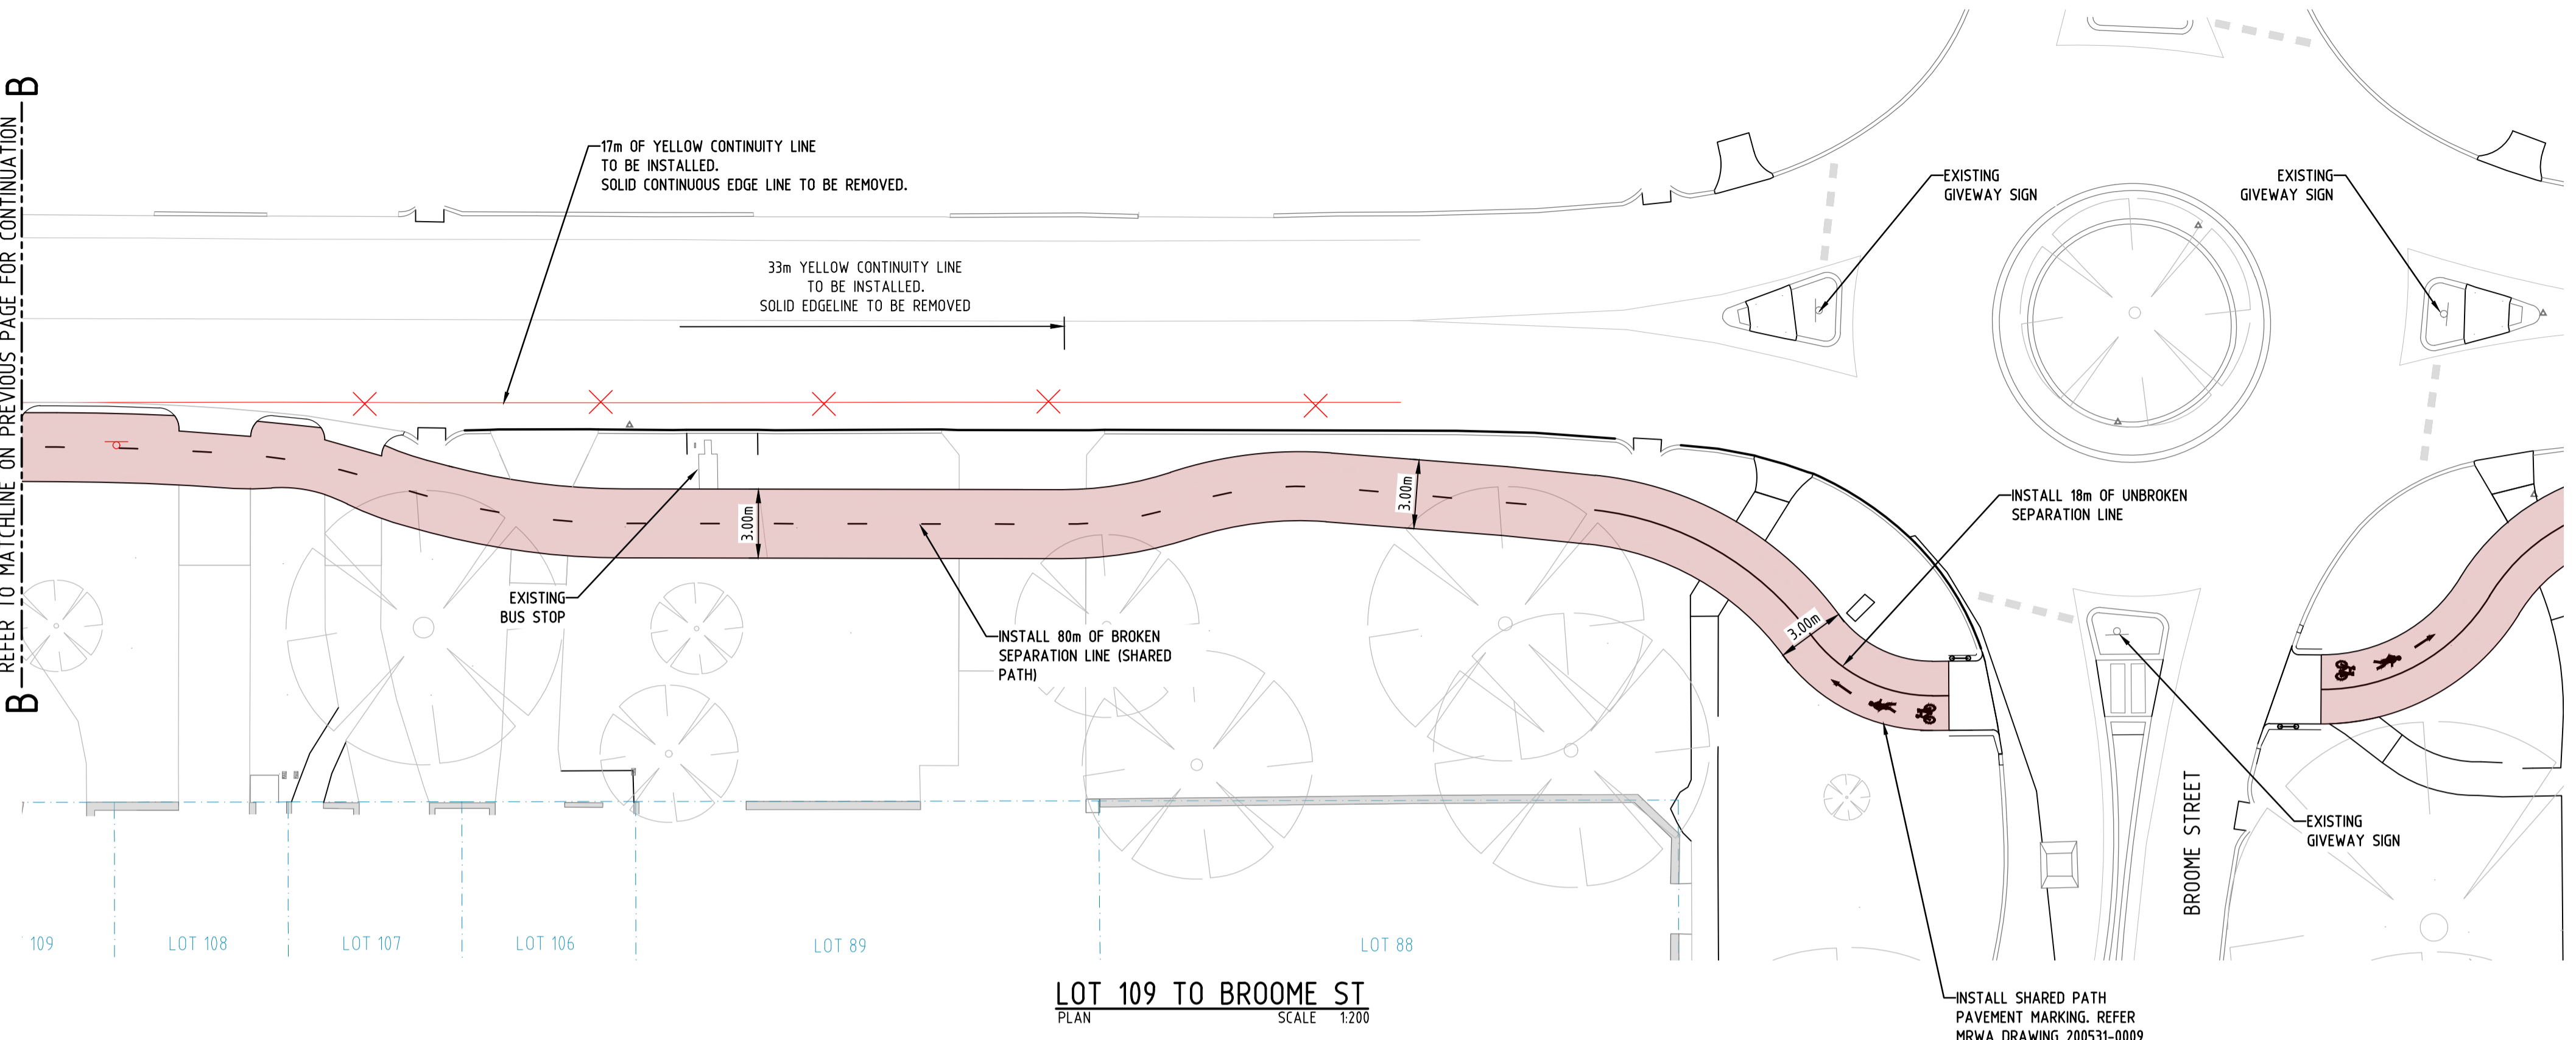 B
REFER TO MATCHLINE ON PREVIOUS PAGE FOR CONTINUATION
B
17m OF YELLOW CONTINUITY LINE
TO BE INSTALLED.
SOLID CONTINUOUS EDGE LINE TO BE REMOVED.
33m YELLOW CONTINUITY LINE
TO BE INSTALLED.
SOLID EDGELINE TO BE REMOVED
EXISTING
GIVEWAY SIGN
EXISTING
GIVEWAY SIGN
3.00m
3.00m
3.00m
INSTALL 18m OF UNBROKEN
SEPARATION LINE
EXISTING
BUS STOP
INSTALL 80m OF BROKEN
SEPARATION LINE (SHARED
PATH)
BROOME STREET
EXISTING
GIVEWAY SIGN
109
LOT 108
LOT 107
LOT 106
LOT 89
LOT 88
LOT 109 TO BROOME ST
PLAN SCALE 1:200
INSTALL SHARED PATH
PAVEMENT MARKING. REFER
MRWA DRAWING 200531-0009